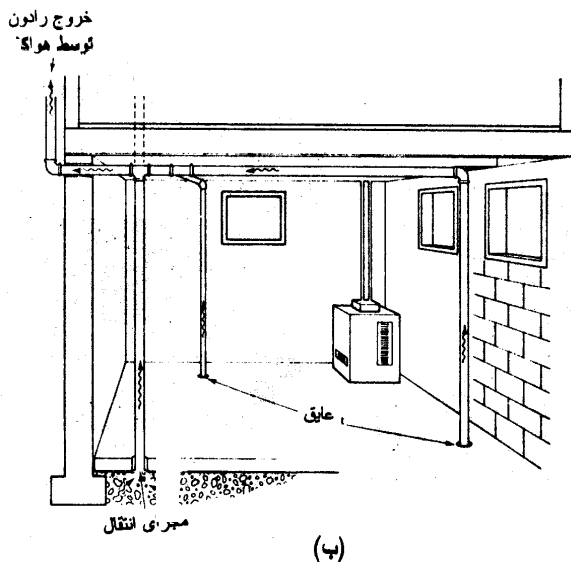 خروج رادون
توسط هوا
عایق
مجرای انتقال
(ب)